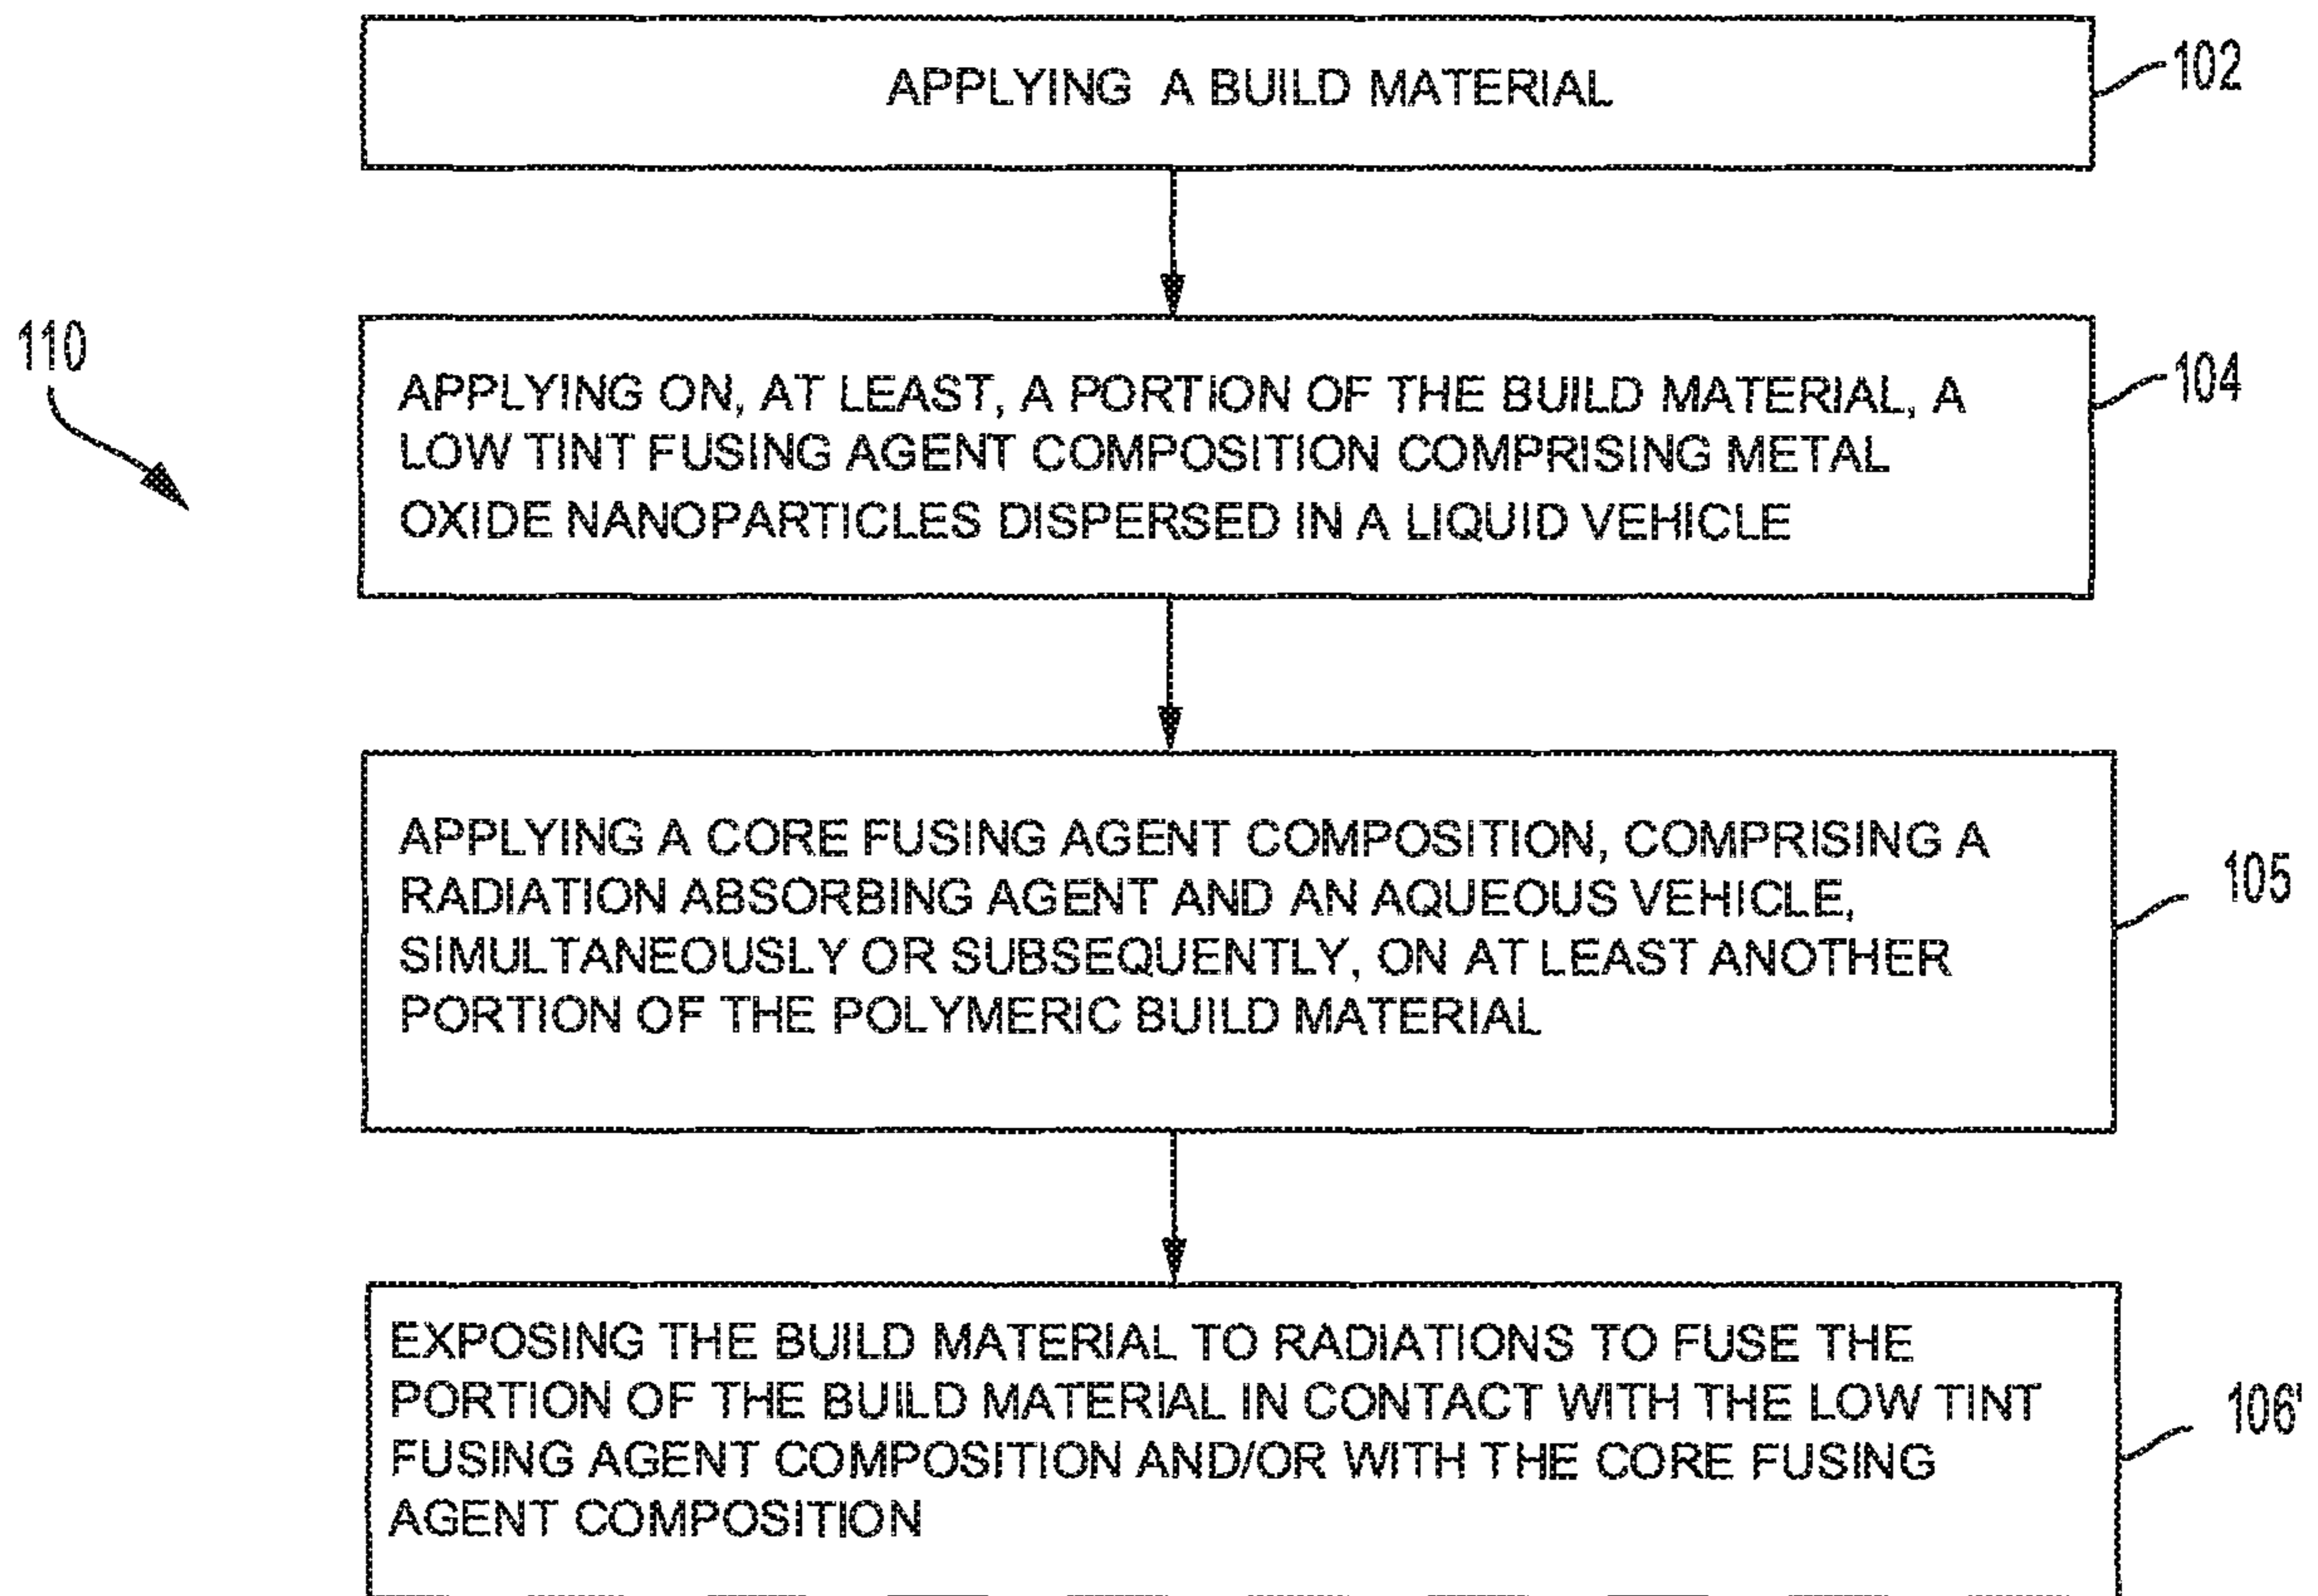 APPLYING A BUILD MATERIAL
102
110
APPLYING ON, AT LEAST, A PORTION OF THE BUILD MATERIAL, A
LOW TINT FUSING AGENT COMPOSITION COMPRISING METAL
OXIDE NANOPARTICLES DISPERSED IN A LIQUID VEHICLE
104
APPLYING A CORE FUSING AGENT COMPOSITION, COMPRISING A
RADIATION ABSORBING AGENT AND AN AQUEOUS VEHICLE,
SIMULTANEOUSLY OR SUBSEQUENTLY, ON AT LEAST ANOTHER
PORTION OF THE POLYMERIC BUILD MATERIAL
105
EXPOSING THE BUILD MATERIAL TO RADIATIONS TO FUSE THE
PORTION OF THE BUILD MATERIAL IN CONTACT WITH THE LOW TINT
FUSING AGENT COMPOSITION AND/OR WITH THE CORE FUSING
AGENT COMPOSITION
106'